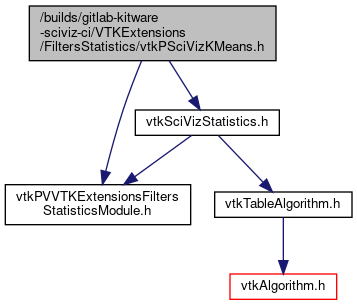 /builds/gitlab-kitware
-sciviz-ci/VTKExtensions
/FiltersStatistics/vtkPSciVizKMeans.h
vtkSciVizStatistics.h
vtkPVVTKExtensionsFilters
StatisticsModule.h
vtkTableAlgorithm.h
vtkAlgorithm.h